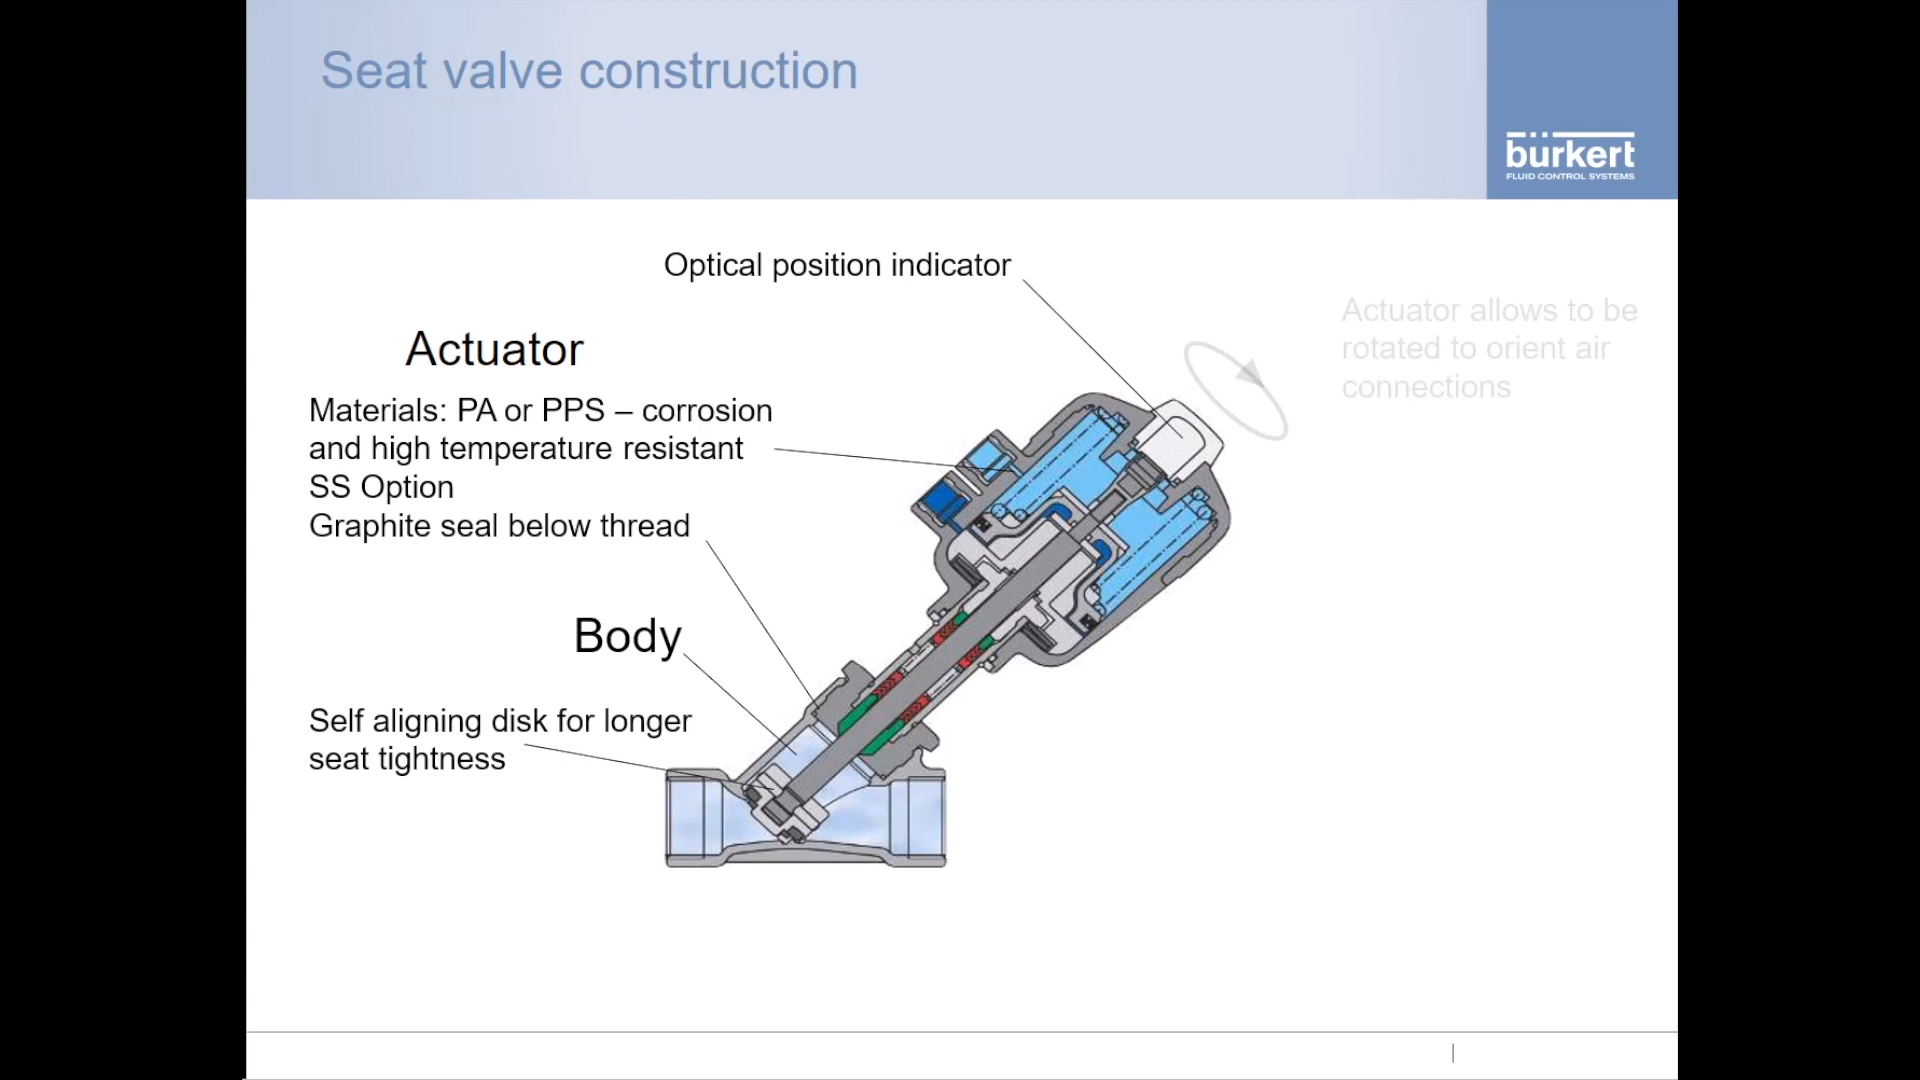 Seat valve construction
bürkert
FLUID CONTROL SYSTEMS
Optical position indicator
Actuator allows to be
rotated to orient air
connections
Actuator
Materials: PA or PPS – corrosion
and high temperature resistant
SS Option
Graphite seal below thread
Body
Self aligning disk for longer
seat tightness